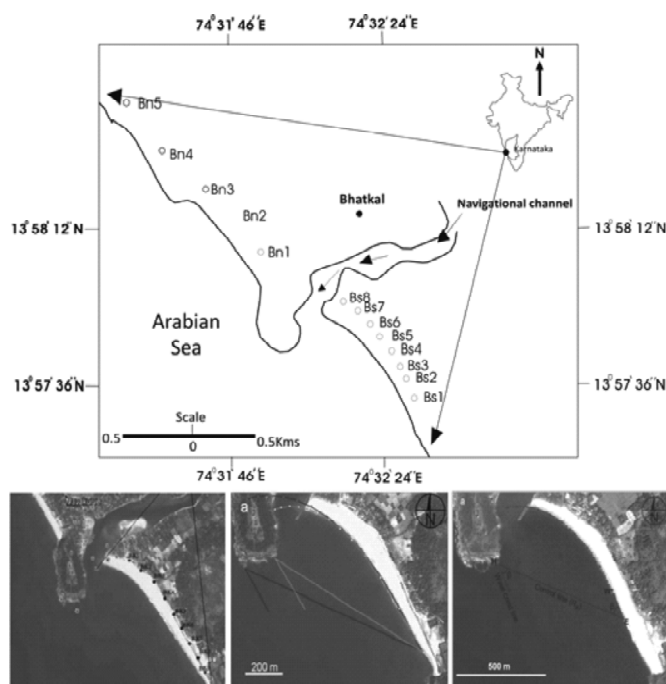 74°31'46"E 74°32'24"E
N
Bn5
Karnataka
Bn4
Bn3
Bn2
Bhatkal
Navigational channel
13°58'12"N 13°58'12"N
Bn1
Bs8
Bs7
Arabian
Sea
Bs6
Bs5
Bs4
Bs3
Bs2
13°57'36"N 13°57'36"N
Bs1
Scale
0.5 0.5Kms
0
74°31'46"E 74°32'24"E
a
N
200 m
500 m